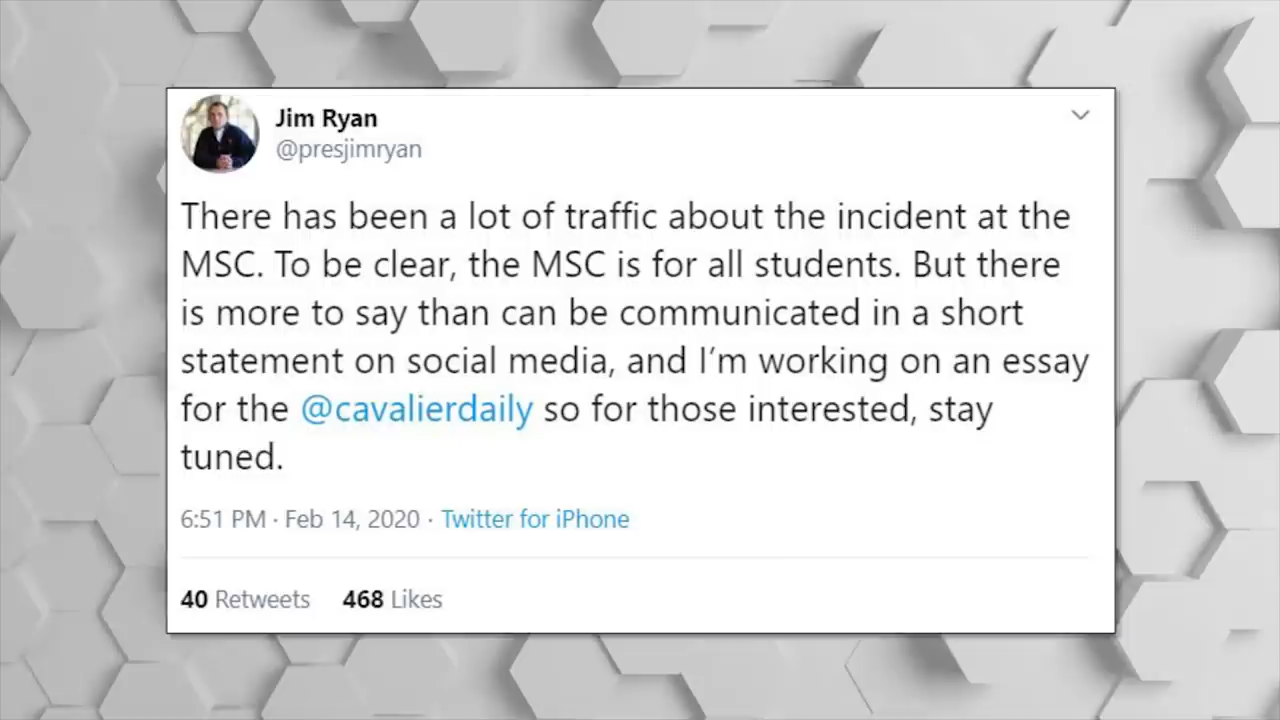 Jim Ryan
@presjimryan
There has been a lot of traffic about the incident at the
MSC. To be clear, the MSC is for all students. But there
is more to say than can be communicated in a short
statement on social media, and I’m working on an essay
for the @cavalierdaily so for those interested, stay
tuned.
6:51 PM · Feb 14, 2020 · Twitter for iPhone
40 Retweets 468 Likes